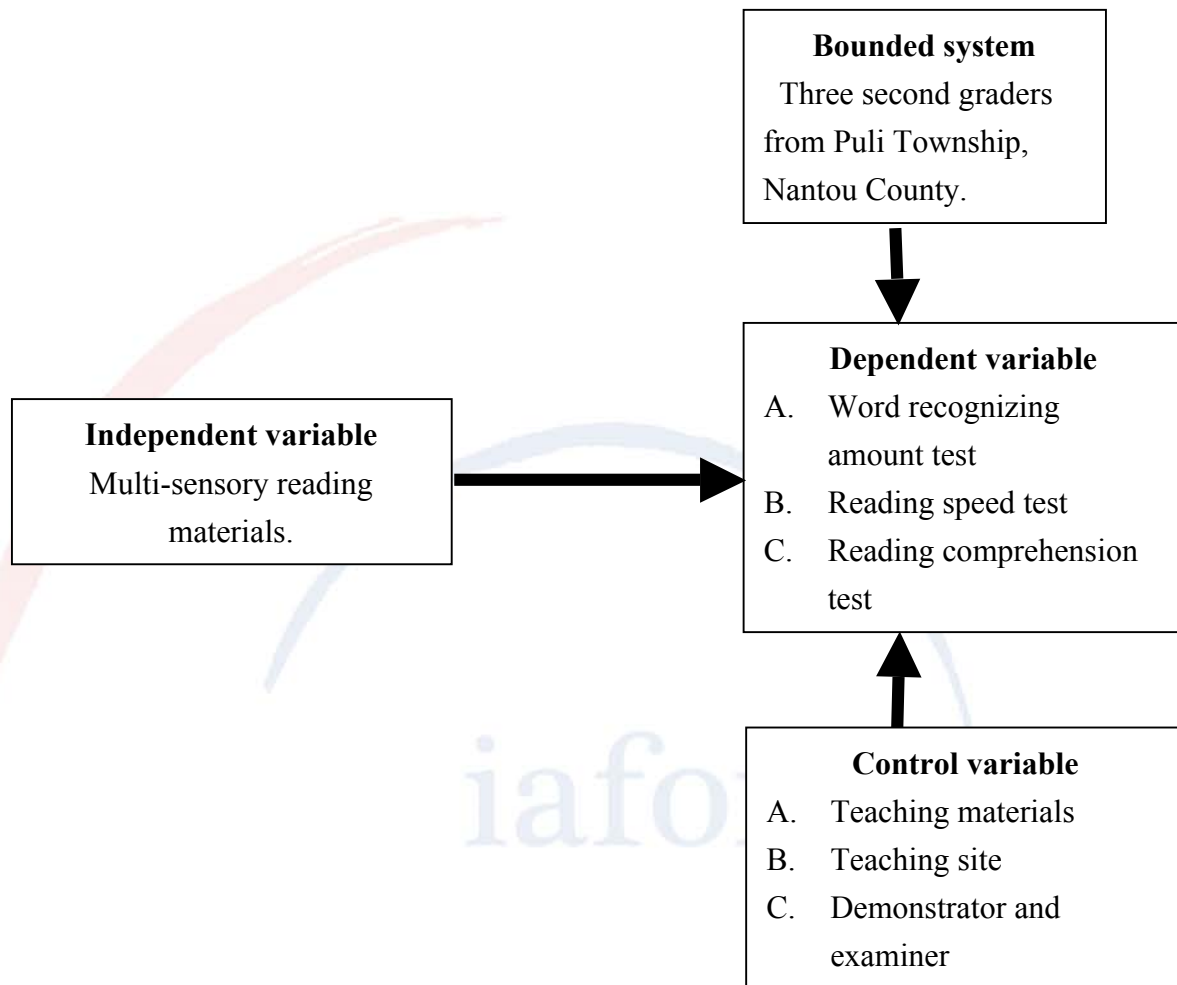 Bounded system
Three second graders
from Puli Township,
Nantou County.
Dependent variable
A. Word recognizing
amount test
B. Reading speed test
C. Reading comprehension
test
Independent variable
Multi-sensory reading
materials.
Control variable
A. Teaching materials
B. Teaching site
C. Demonstrator and
examiner